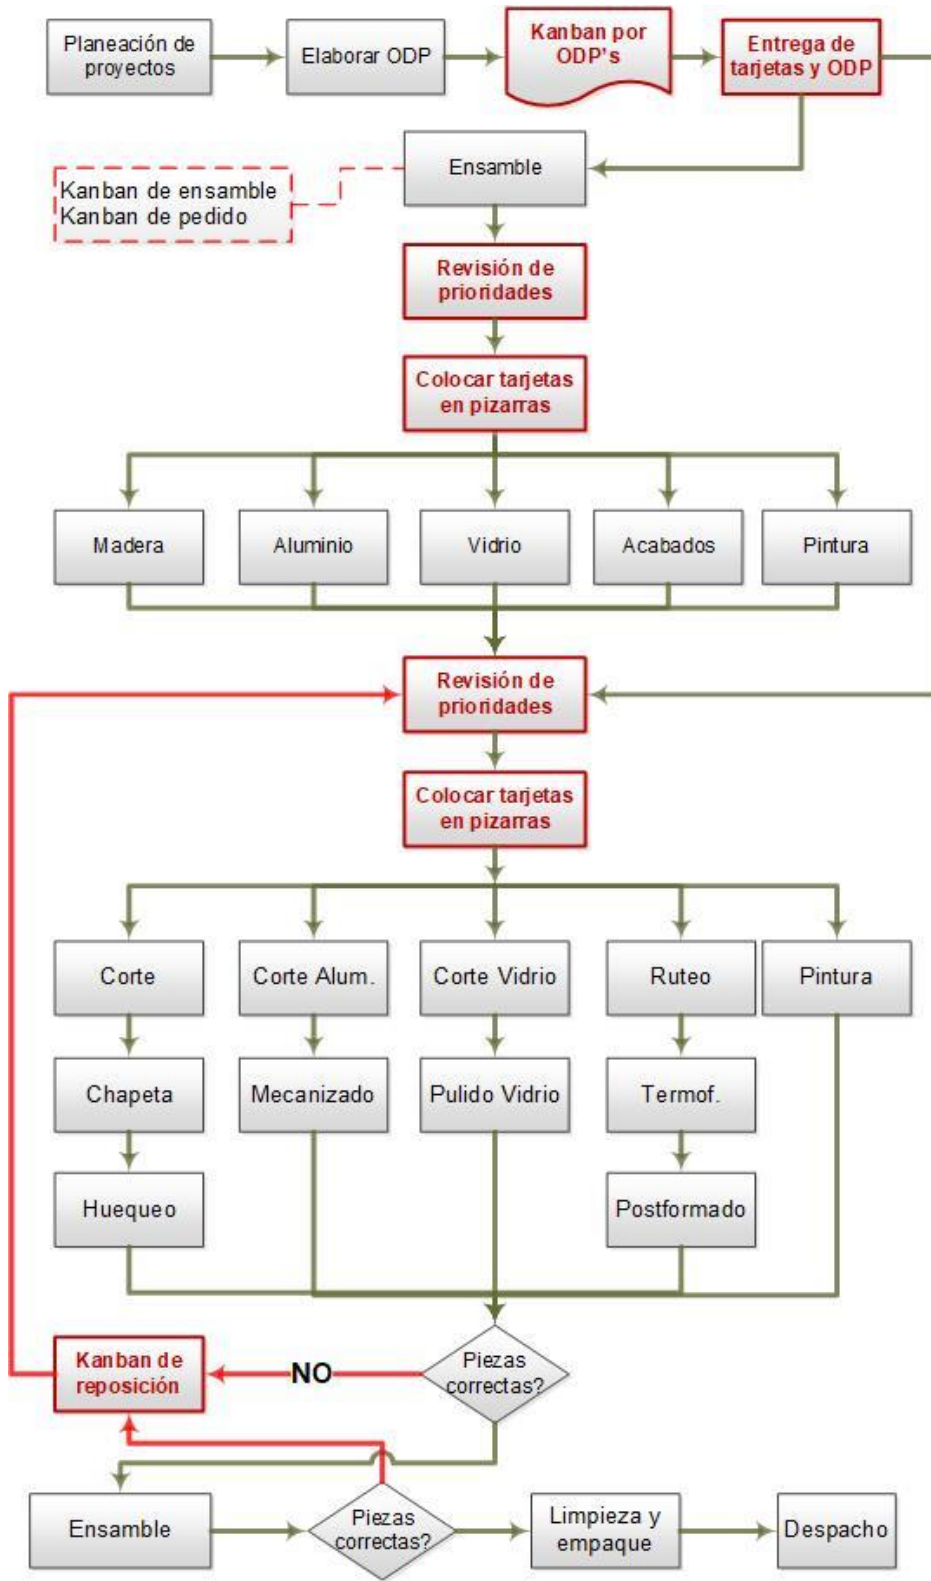 Planeación de
proyectos
Elaborar ODP
Kanban por
ODP's
Entrega de
tarjetas y ODP
Ensamble
Kanban de ensamble
Kanban de pedido
Revisión de
prioridades
Colocar tarjetas
en pizarras
Madera
Aluminio
Vidrio
Acabados
Pintura
Revisión de
prioridades
Colocar tarjetas
en pizarras
Corte
Corte Alum.
Corte Vidrio
Ruteo
Pintura
Chapeta
Mecanizado
Pulido Vidrio
Termof.
Huequeo
Postformado
Kanban de
reposición
NO
Piezas
correctas?
Ensamble
Piezas
correctas?
Limpieza y
empaque
Despacho